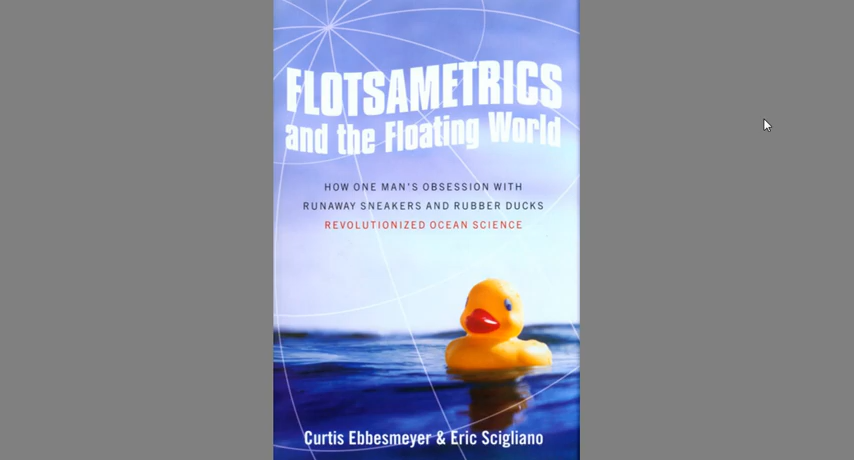 FLOTSAMETRICS
and the Floating World
HOW ONE MAN'S OBSESSION WITH
RUNAWAY SNEAKERS AND RUBBER DUCKS
REVOLUTIONIZED OCEAN SCIENCE
Curtis Ebbesmeyer & Eric Scigliano